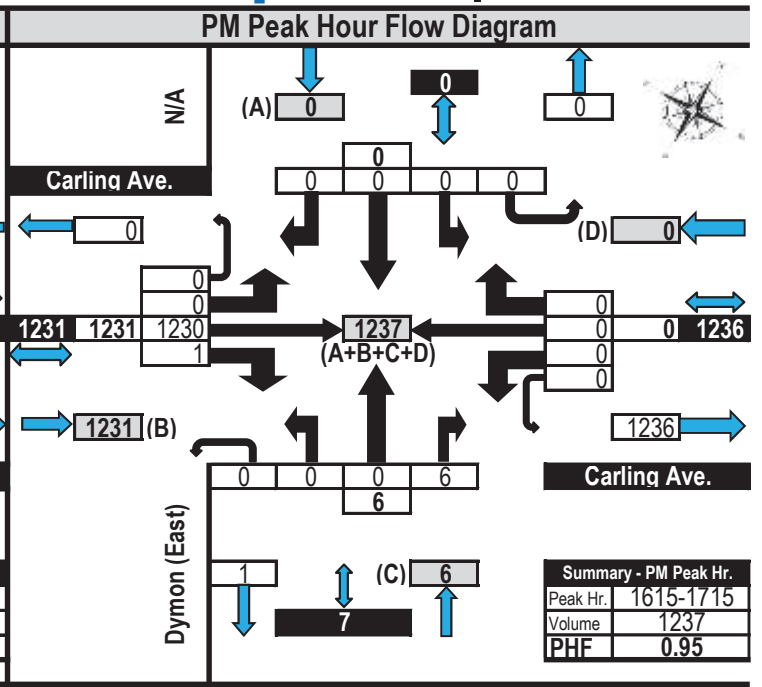 PM Peak Hour Flow Diagram
N/A
(A) 0
0
0
0
Carling Ave.
0 0 0 0
0
(D) 0
0
0
1231 1231 1230
1
1237
(A+B+C+D)
0
0 0 1236
0
0
1231 (B)
1236
0 0 0 6
6
Carling Ave.
Dymon (East)
1
(C) 6
7
Summary - PM Peak Hr.
Peak Hr. 1615-1715
Volume 1237
PHF 0.95